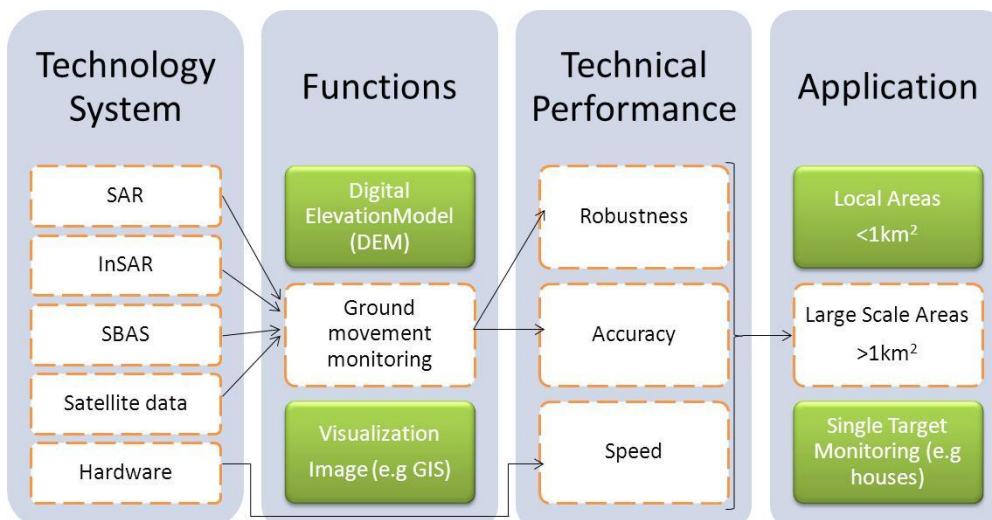 Technology
System
SAR
InSAR
SBAS
Satellite data
Hardware
Functions
Digital
ElevationModel
(DEM)
Ground
movement
monitoring
Visualization
Image (e.g GIS)
Technical
Performance
Robustness
Accuracy
Speed
Application
Local Areas
<1km²
Large Scale Areas
>1km²
Single Target
Monitoring (e.g
houses)